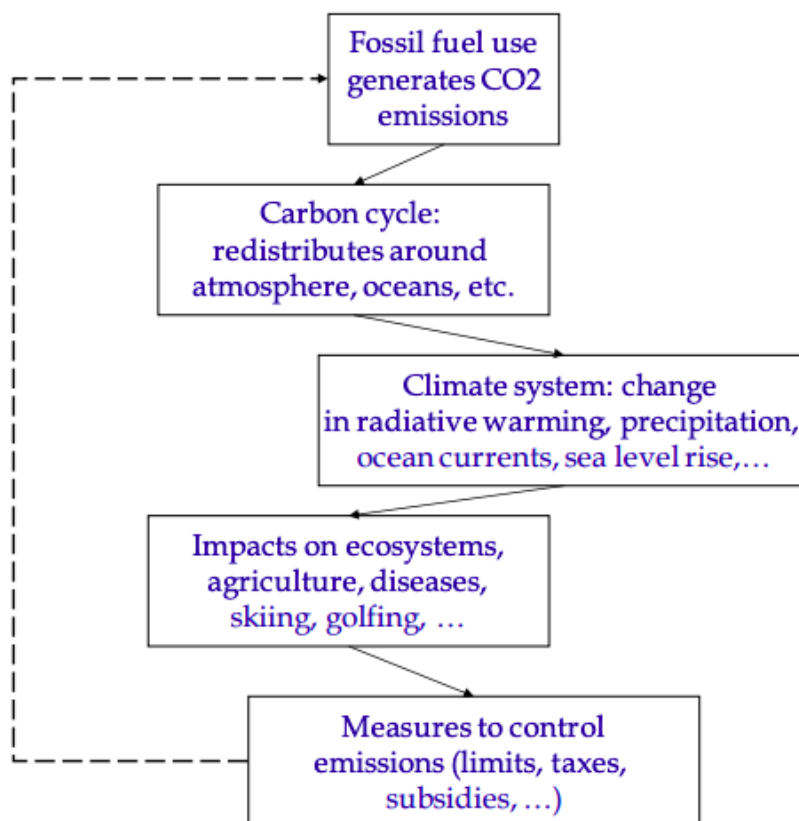 Fossil fuel use
generates CO2
emissions
Carbon cycle:
redistributes around
atmosphere, oceans, etc.
Climate system: change
in radiative warming, precipitation,
ocean currents, sea level rise,…
Impacts on ecosystems,
agriculture, diseases,
skiing, golfing, …
Measures to control
emissions (limits, taxes,
subsidies, …)